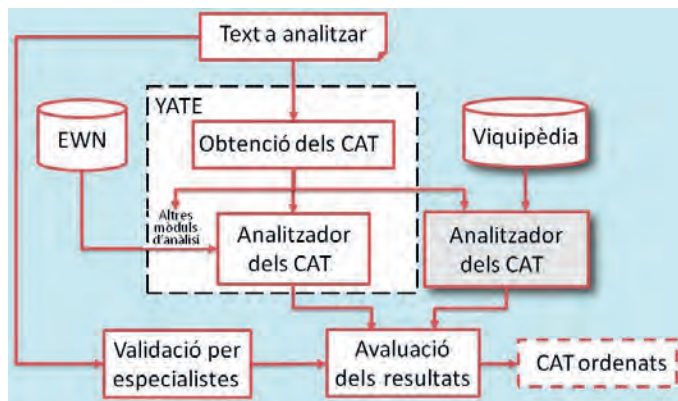 Text a analitzar
YATE
EWN
Obtenció dels CAT
Viquipèdia
Altres
mòduls
d'anàlisi
Analitzador
dels CAT
Analitzador
dels CAT
Validació per
especialistes
Avaluació
dels resultats
CAT ordenats